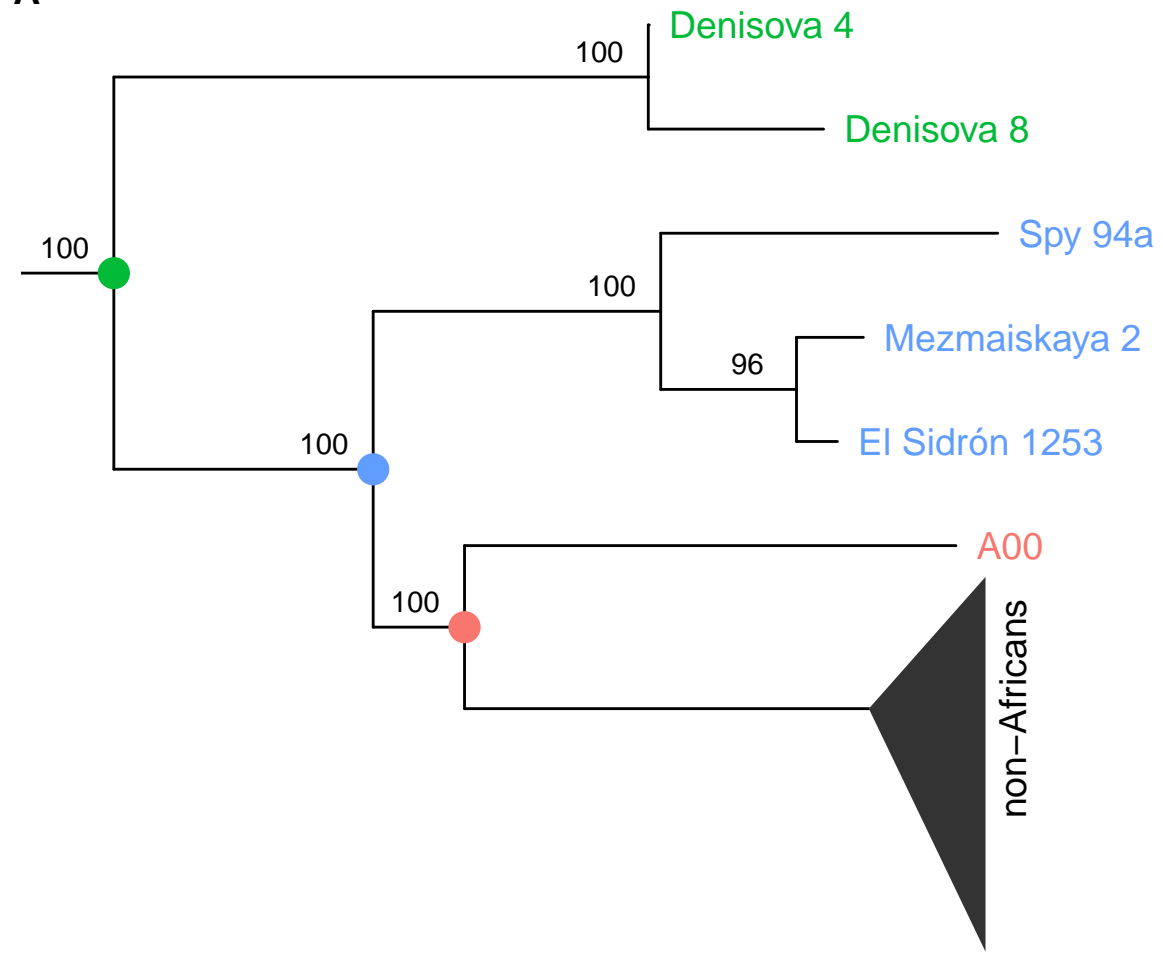 A
Denisova 4
100
Denisova 8
Spy 94a
100
100
Mezmaiskaya 2
96
El Sidrón 1253
100
A00
100
non−Africans